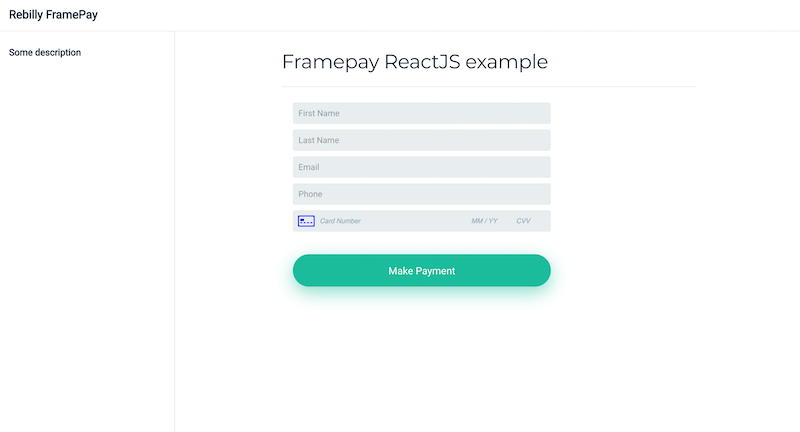 Rebilly FramePay
Some description
Framepay ReactJS example
First Name
Last Name
Email
Phone
Card Number MM / YY CVV
Make Payment